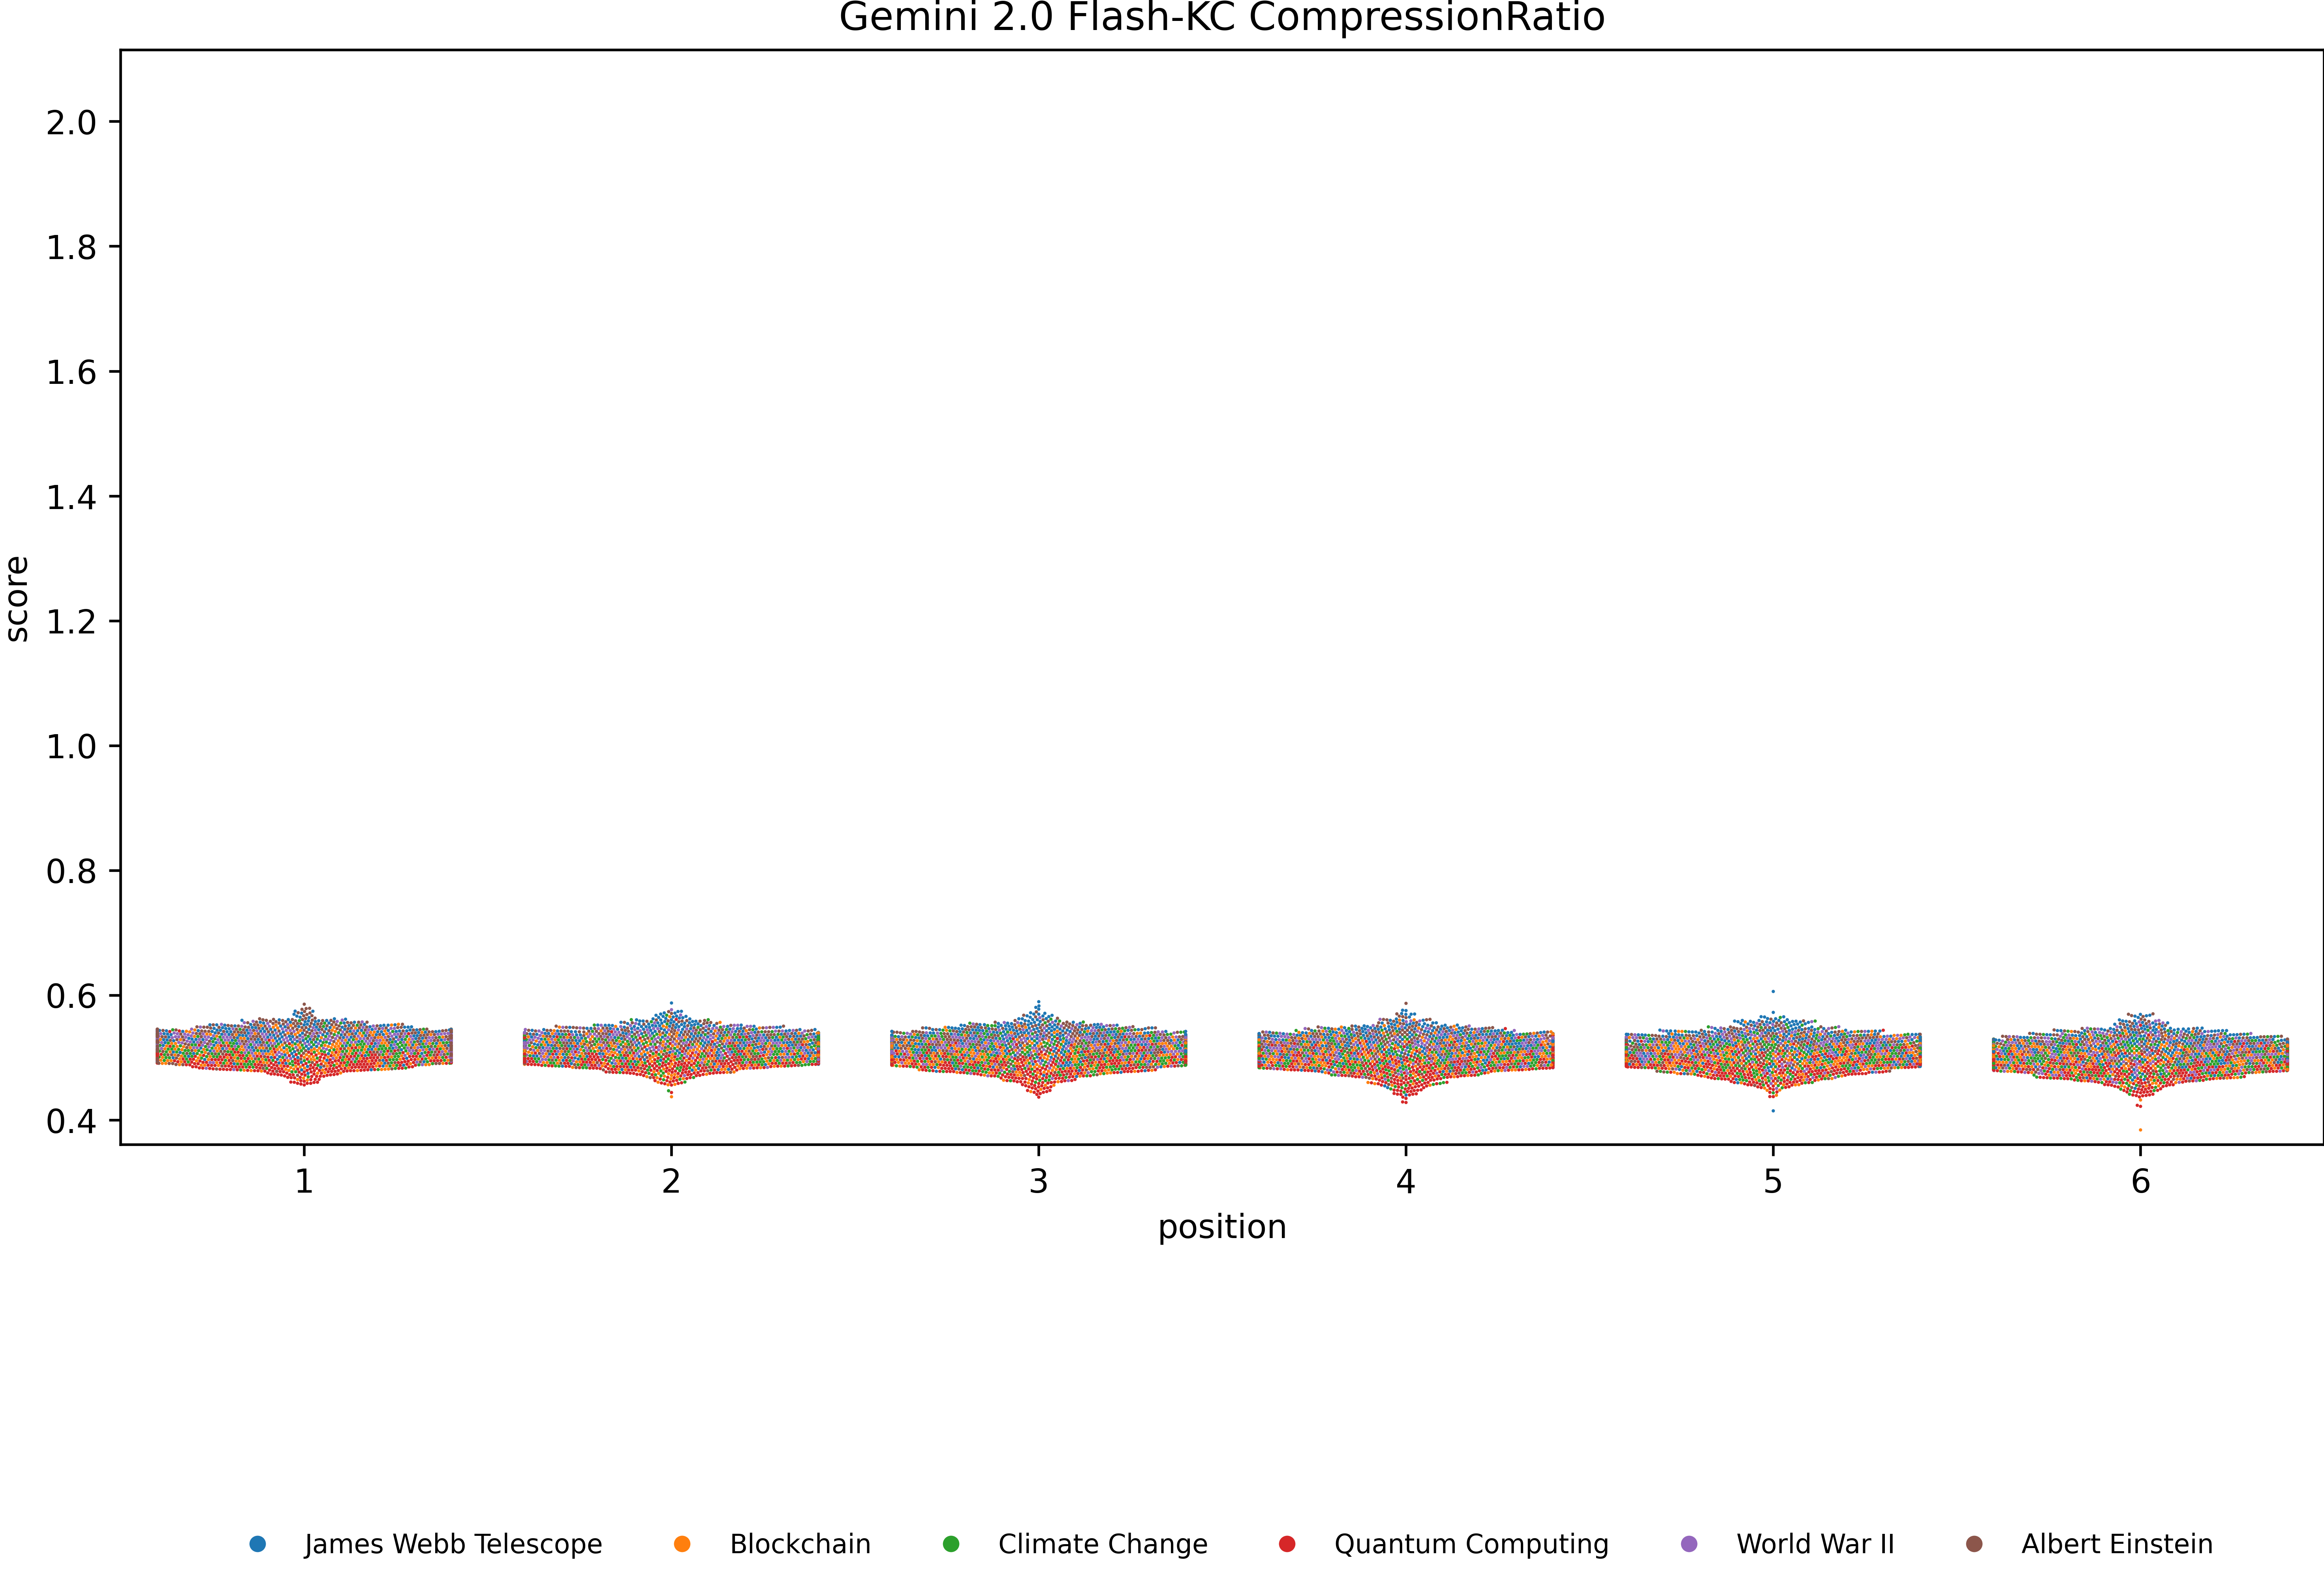 Gemini 2.0 Flash-KC CompressionRatio
2.0
1.8
1.6
1.4
1.2
1.0
0.8
0.6
0.4
score
1 2 3 4 5 6
position
James Webb Telescope Blockchain Climate Change Quantum Computing World War II Albert Einstein